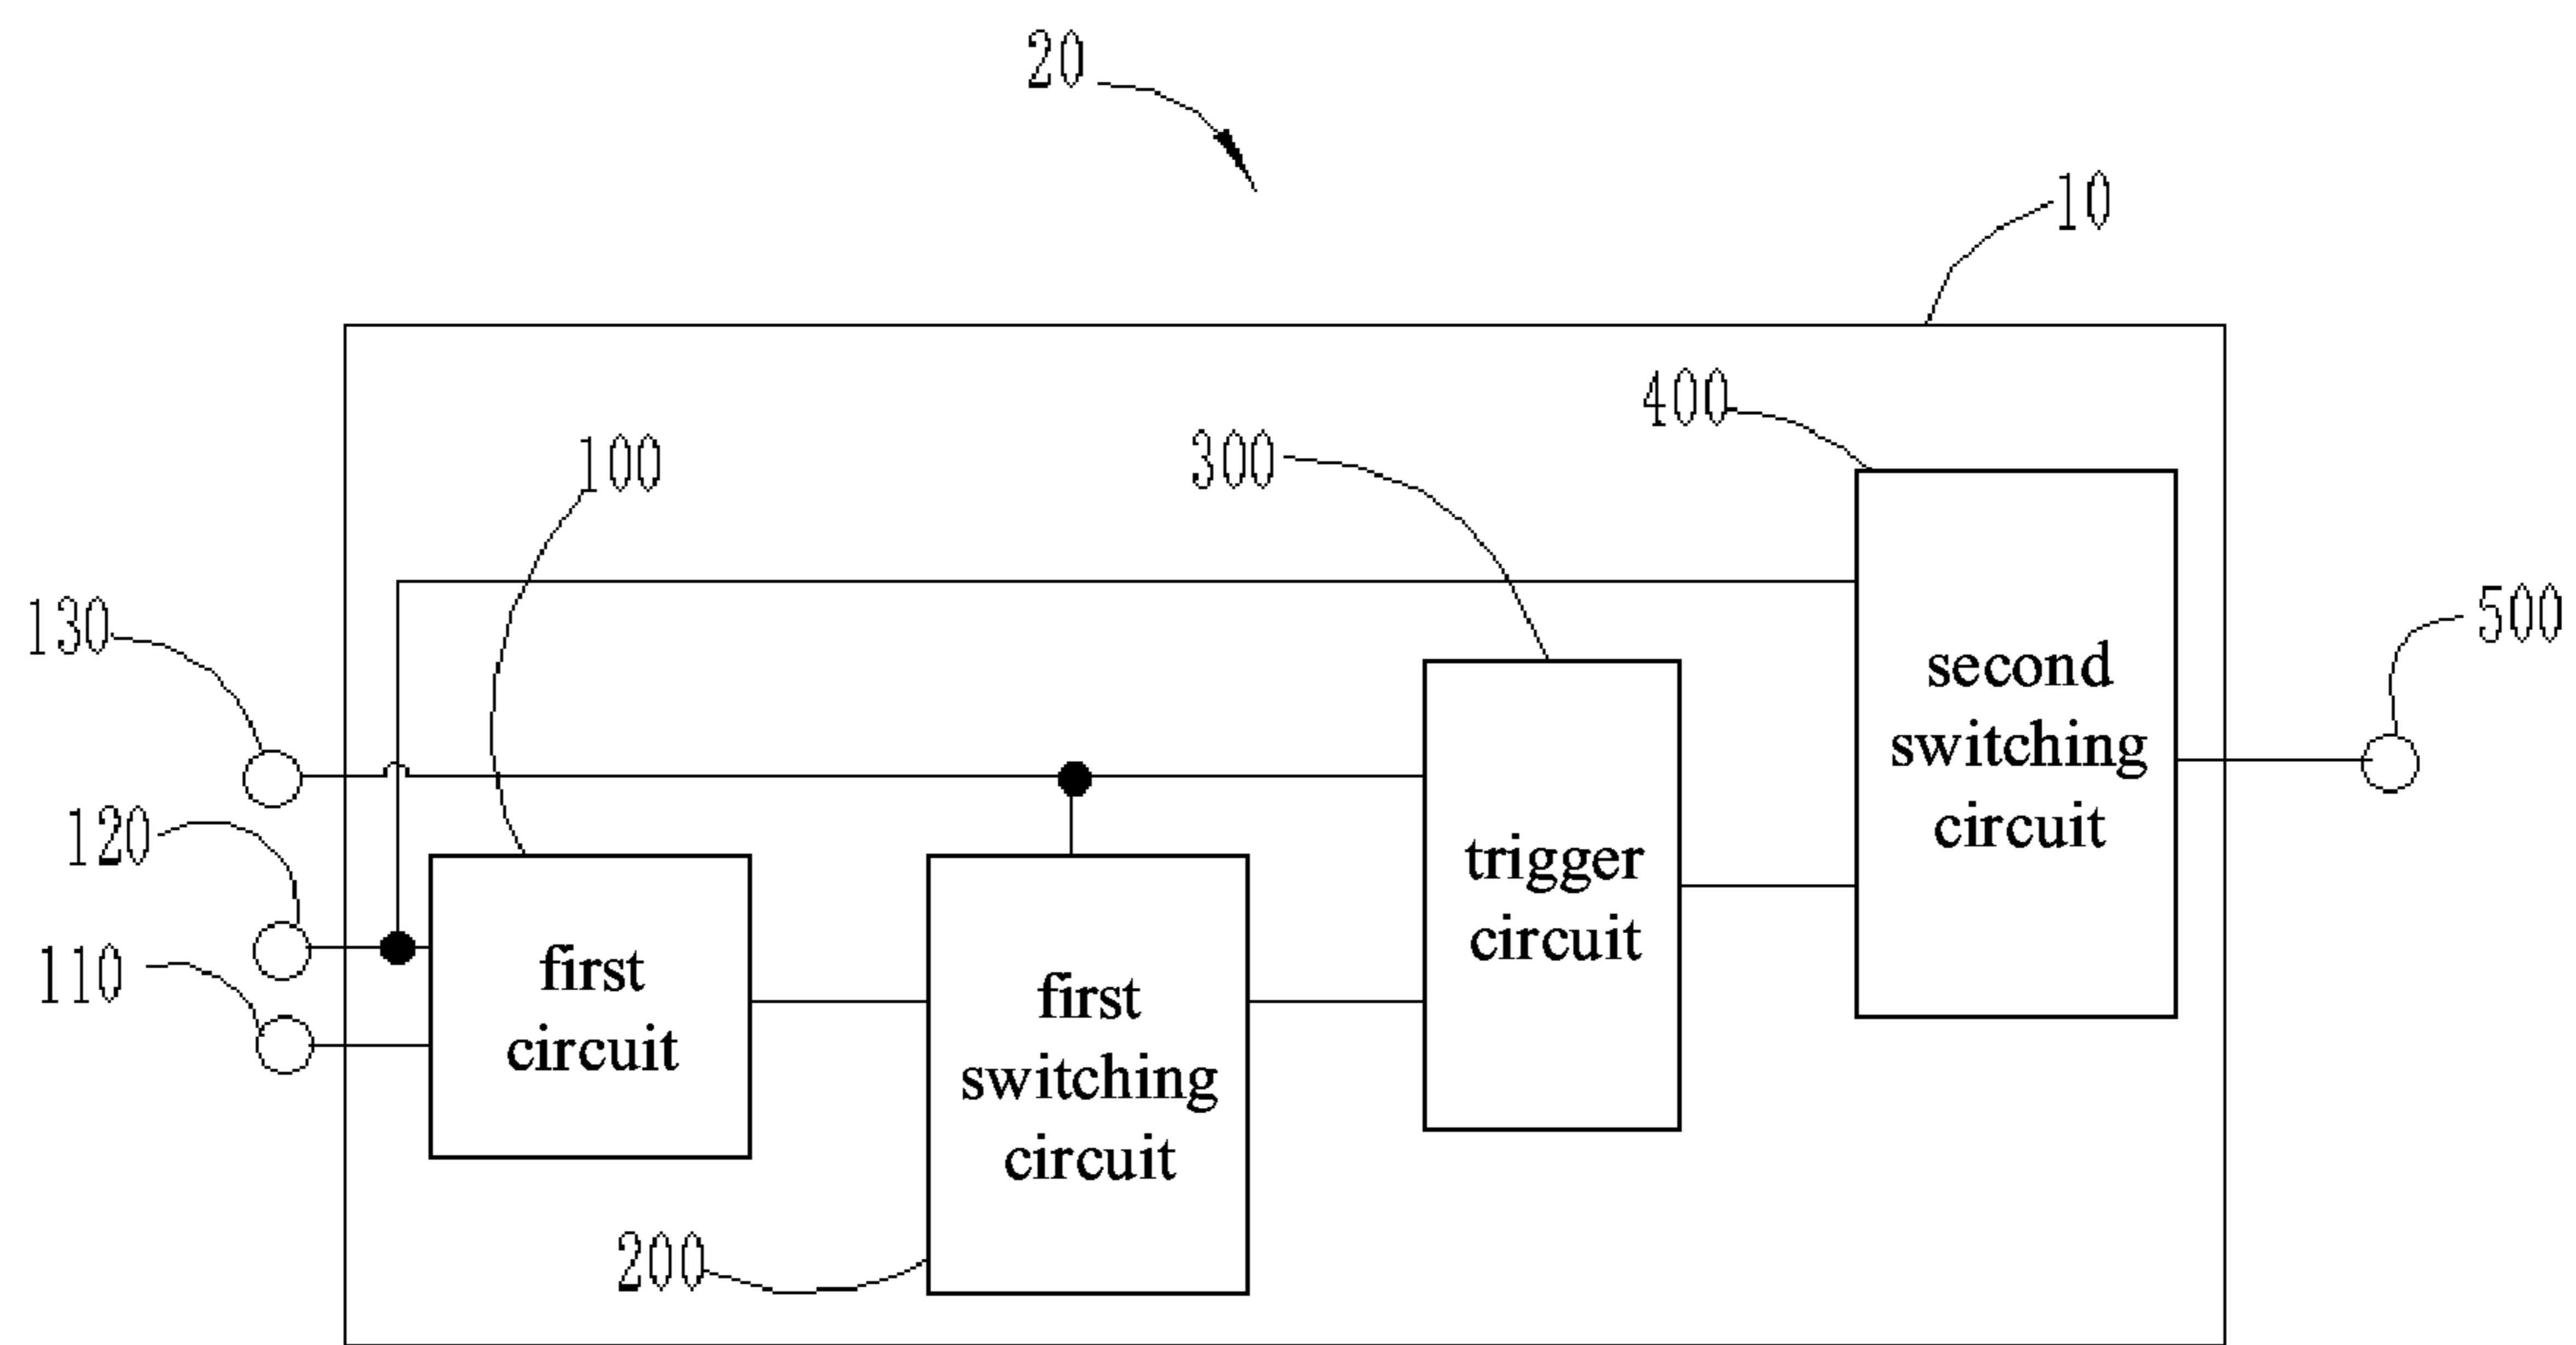 20
10
400
100
300
130
500
second
switching
circuit
120
trigger
circuit
110
first
circuit
first
switching
circuit
200